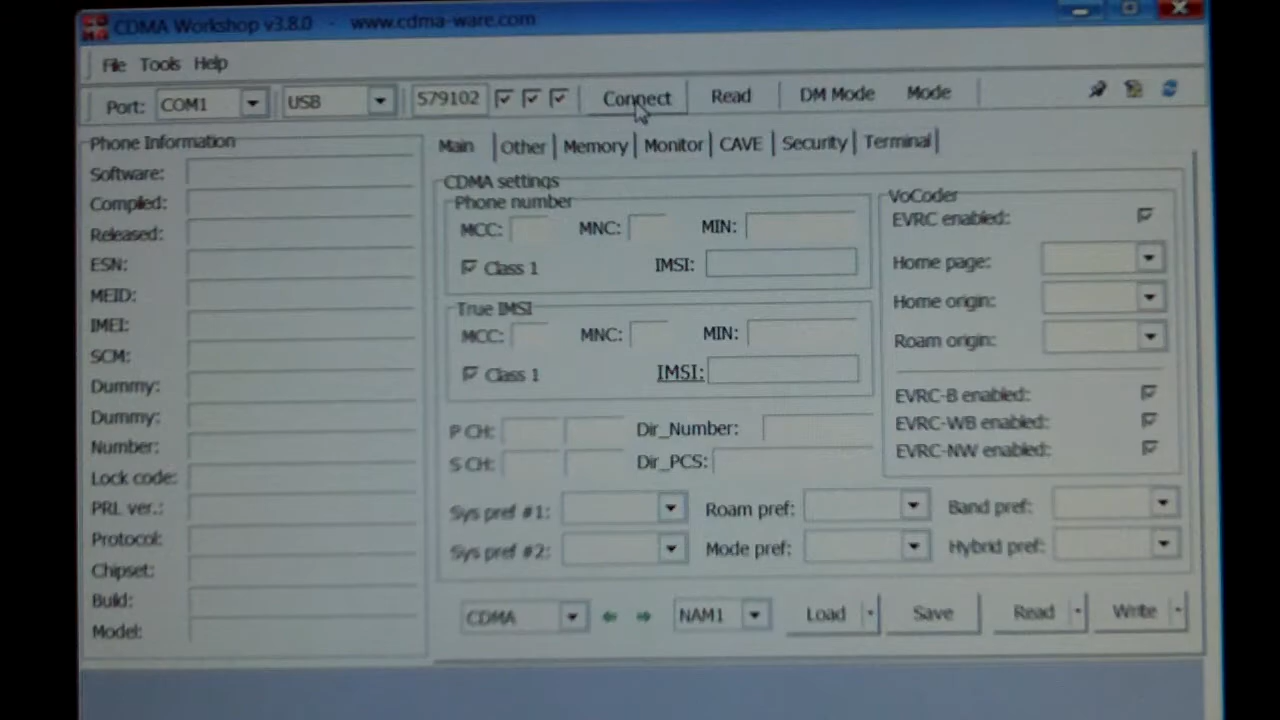 CDMA Workshop v3.8.0 - www.cdma-ware.com
File Tools Help
Port: COM1 USB 579102 Connect Read DM Mode Mode
Phone Information
Software:
Compiled:
Released:
ESN:
MEID:
IMEI:
SCM:
Dummy:
Dummy:
Number:
Lock code:
PRL ver.:
Protocol:
Chipset:
Build:
Model:
Main Other Memory Monitor CAVE Security Terminal
CDMA settings
Phone number
MCC: MNC: MIN:
Class 1 IMSI:
True IMSI
MCC: MNC: MIN:
Class 1 IMSI:
P CH: Dir_Number:
S CH: Dir_PCS:
VoCoder
EVRC enabled:
Home page:
Home origin:
Roam origin:
EVRC-B enabled:
EVRC-WB enabled:
EVRC-NW enabled:
Sys pref #1: Roam pref: Band pref:
Sys pref #2: Mode pref: Hybrid pref:
CDMA NAM1 Load Save Read Write